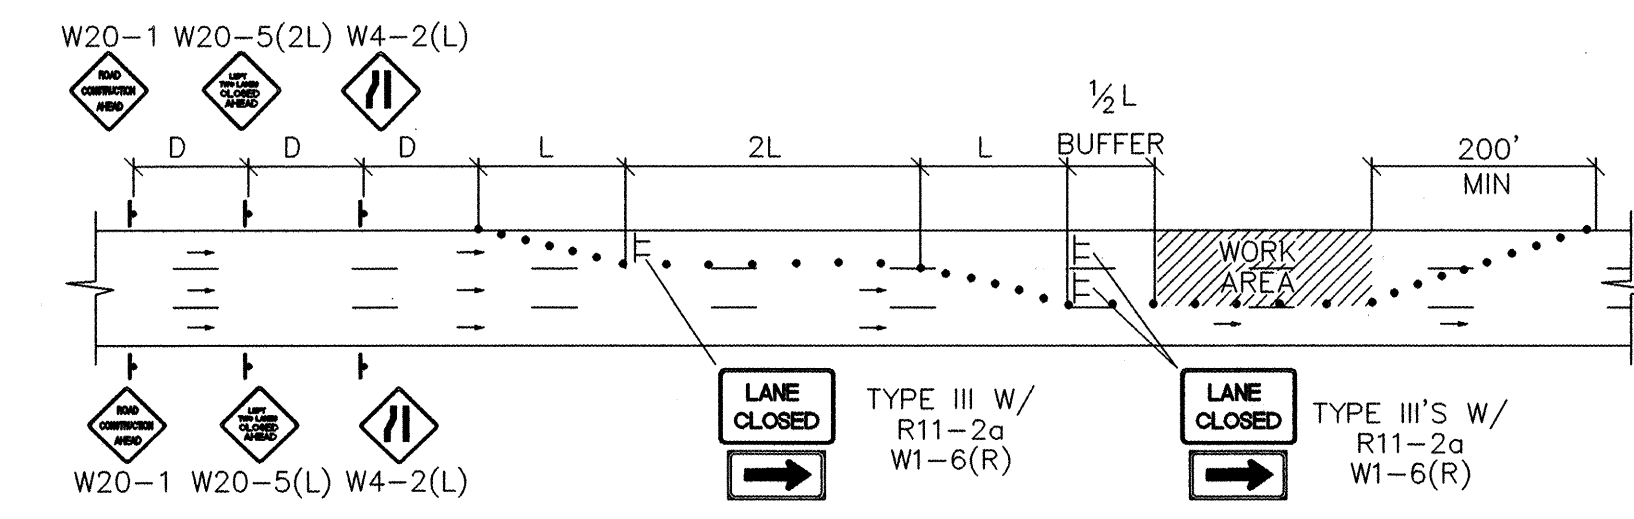 W20-1 W20-5(2L) W4-2(L)
ROAD
CONSTRUCTION
AHEAD
LEFT
TWO LANES
CLOSED
AHEAD
1/2 L
BUFFER
D D D L 2L L
200'
MIN
WORK
AREA
ROAD
CONSTRUCTION
AHEAD
LEFT
TWO LANES
CLOSED
AHEAD
W20-1 W20-5(L) W4-2(L)
LANE
CLOSED
TYPE III W/
R11-2a
W1-6(R)
LANE
CLOSED
TYPE III'S W/
R11-2a
W1-6(R)